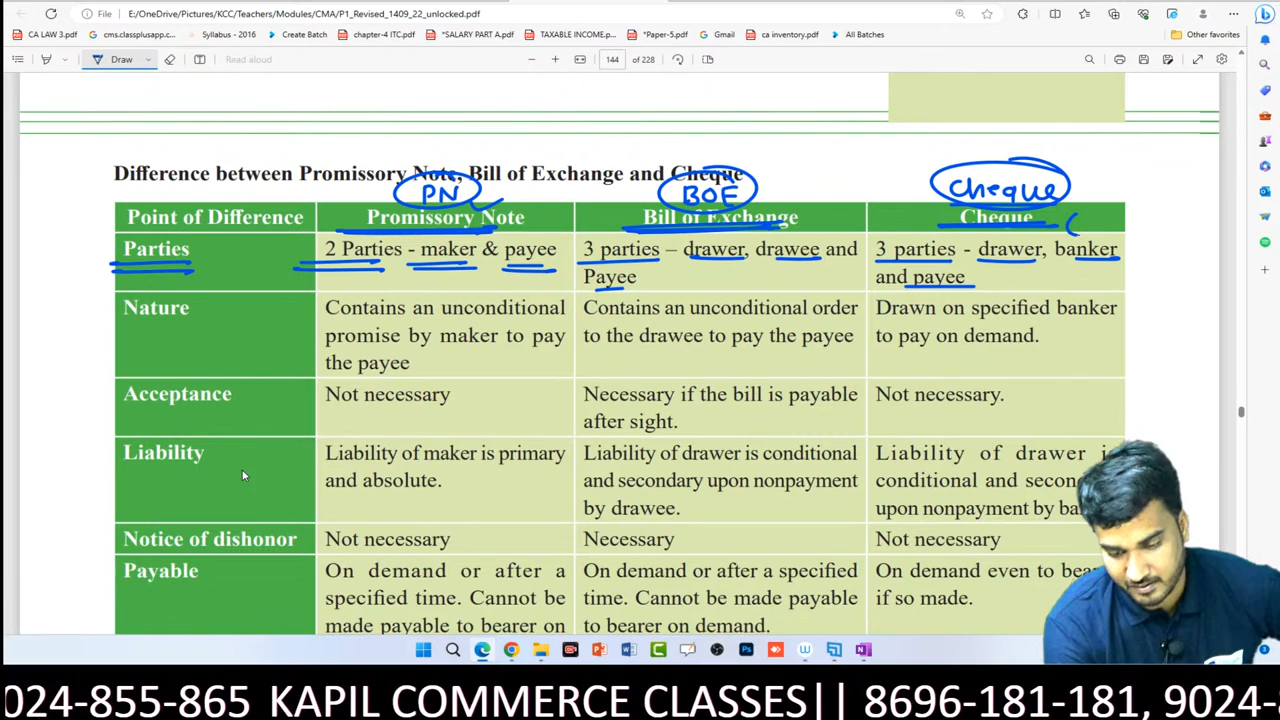 File
E:/OneDrive/Pictures/KCC/Teachers/Modules/CMA/P1_Revised_1409_22_unlocked.pdf
CA LAW 3.pdf
cms.classplusapp.c...
Syllabus - 2016
Create Batch
chapter-4 ITC.pdf
*SALARY PART A.pdf
TAXABLE INCOME.p...
*Paper-5.pdf
Gmail
ca inventory.pdf
All Batches
Other favorites
Draw
Read aloud
144 of 228
Difference between Promissory Note, Bill of Exchange and Cheque
PN
BOE
Cheque
Point of Difference
Promissory Note
Bill of Exchange
Cheque
Parties
2 Parties - maker & payee
3 parties – drawer, drawee and
Payee
3 parties - drawer, banker
and payee
Nature
Contains an unconditional
promise by maker to pay
the payee
Contains an unconditional order
to the drawee to pay the payee
Drawn on specified banker
to pay on demand.
Acceptance
Not necessary
Necessary if the bill is payable
after sight.
Not necessary.
Liability
Liability of maker is primary
and absolute.
Liability of drawer is conditional
and secondary upon nonpayment
by drawee.
Liability of drawer i
conditional and secon
upon nonpayment by ba
Notice of dishonor
Not necessary
Necessary
Not necessary
Payable
On demand or after a
specified time. Cannot be
made payable to bearer on
On demand or after a specified
time. Cannot be made payable
to bearer on demand.
On demand even to bea
if so made.
024-855-865 KAPIL COMMERCE CLASSES|| 8696-181-181, 9024-8